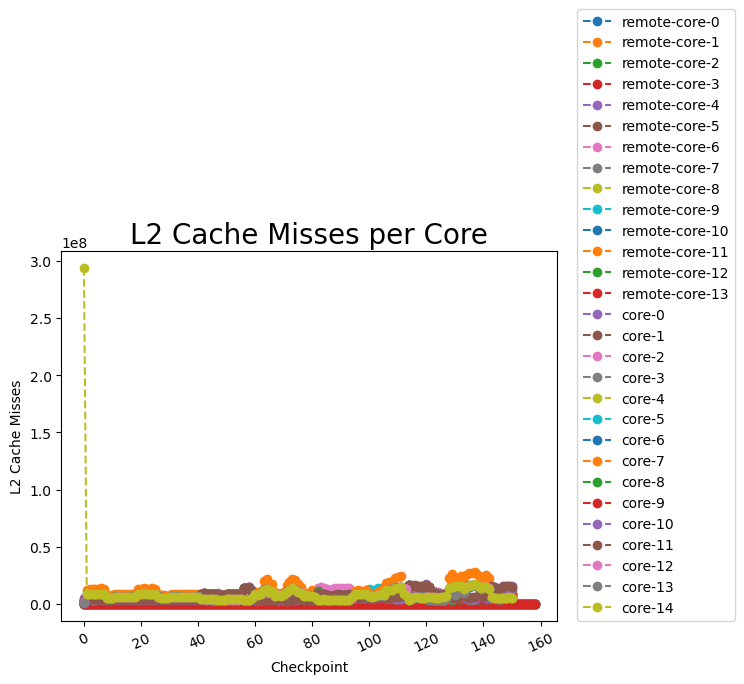 L2 Cache Misses per Core
1e8
3.0
2.5
2.0
1.5
1.0
0.5
0.0
L2 Cache Misses
0
20
40
60
80
100
120
140
160
Checkpoint
remote-core-0
remote-core-1
remote-core-2
remote-core-3
remote-core-4
remote-core-5
remote-core-6
remote-core-7
remote-core-8
remote-core-9
remote-core-10
remote-core-11
remote-core-12
remote-core-13
core-0
core-1
core-2
core-3
core-4
core-5
core-6
core-7
core-8
core-9
core-10
core-11
core-12
core-13
core-14